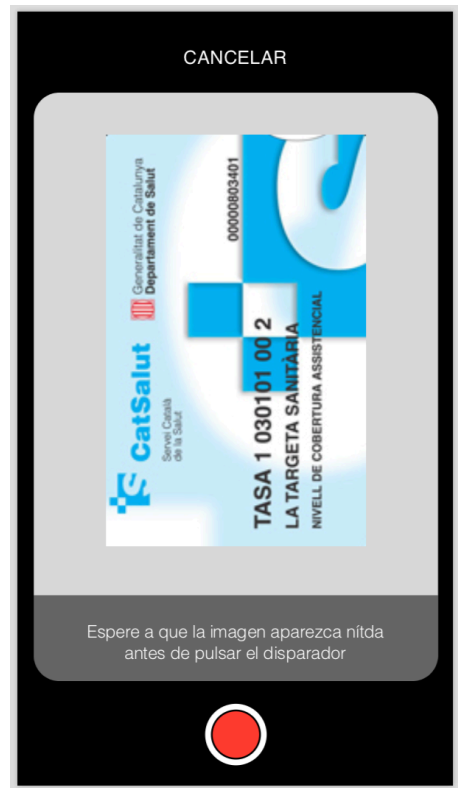 CANCELAR
CatSalut
Servei Català
de la Salut
Generalitat de Catalunya
Departament de Salut
00000803401
TASA 1 030101 00 2
LA TARGETA SANITÀRIA
NIVELL DE COBERTURA ASSISTENCIAL
Espere a que la imagen aparezca nítda
antes de pulsar el disparador